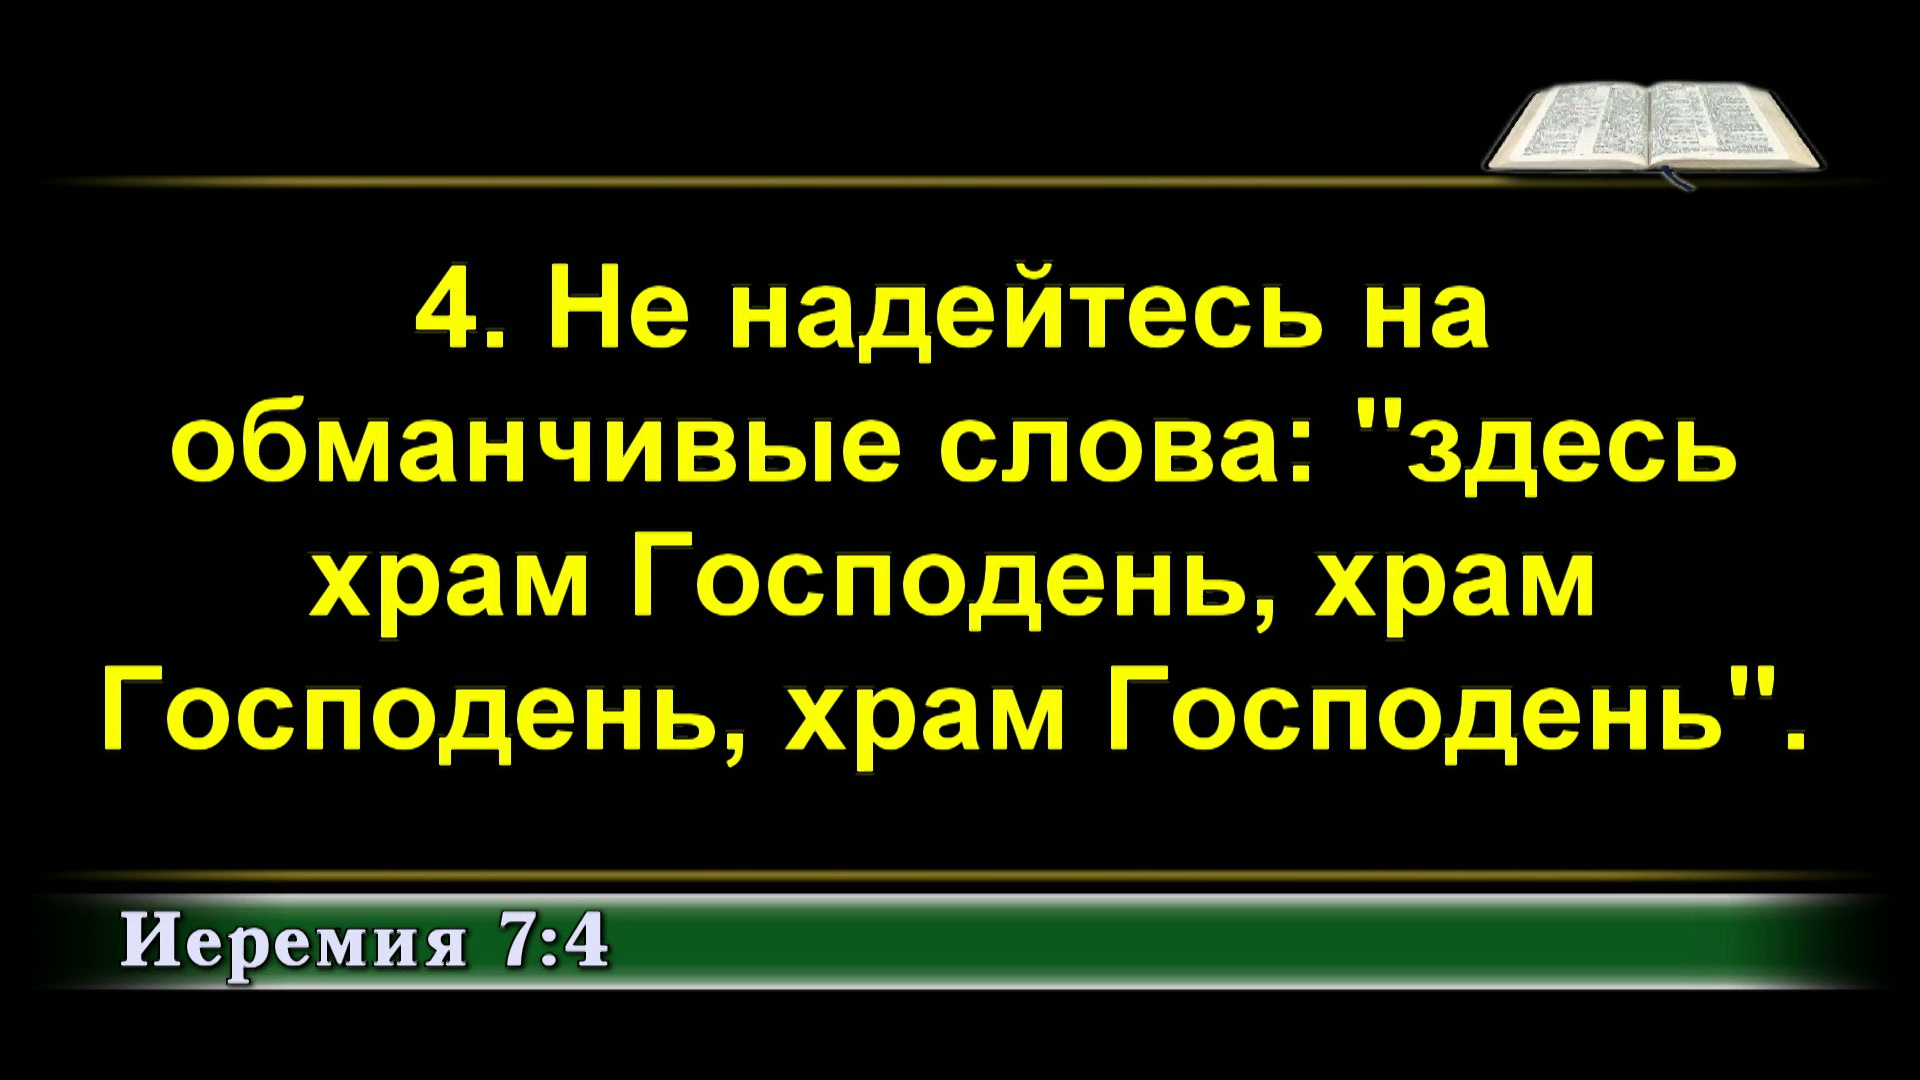 4. Не надейтесь на
обманчивые слова: "здесь
храм Господень, храм
Господень, храм Господень".
Иеремия 7:4